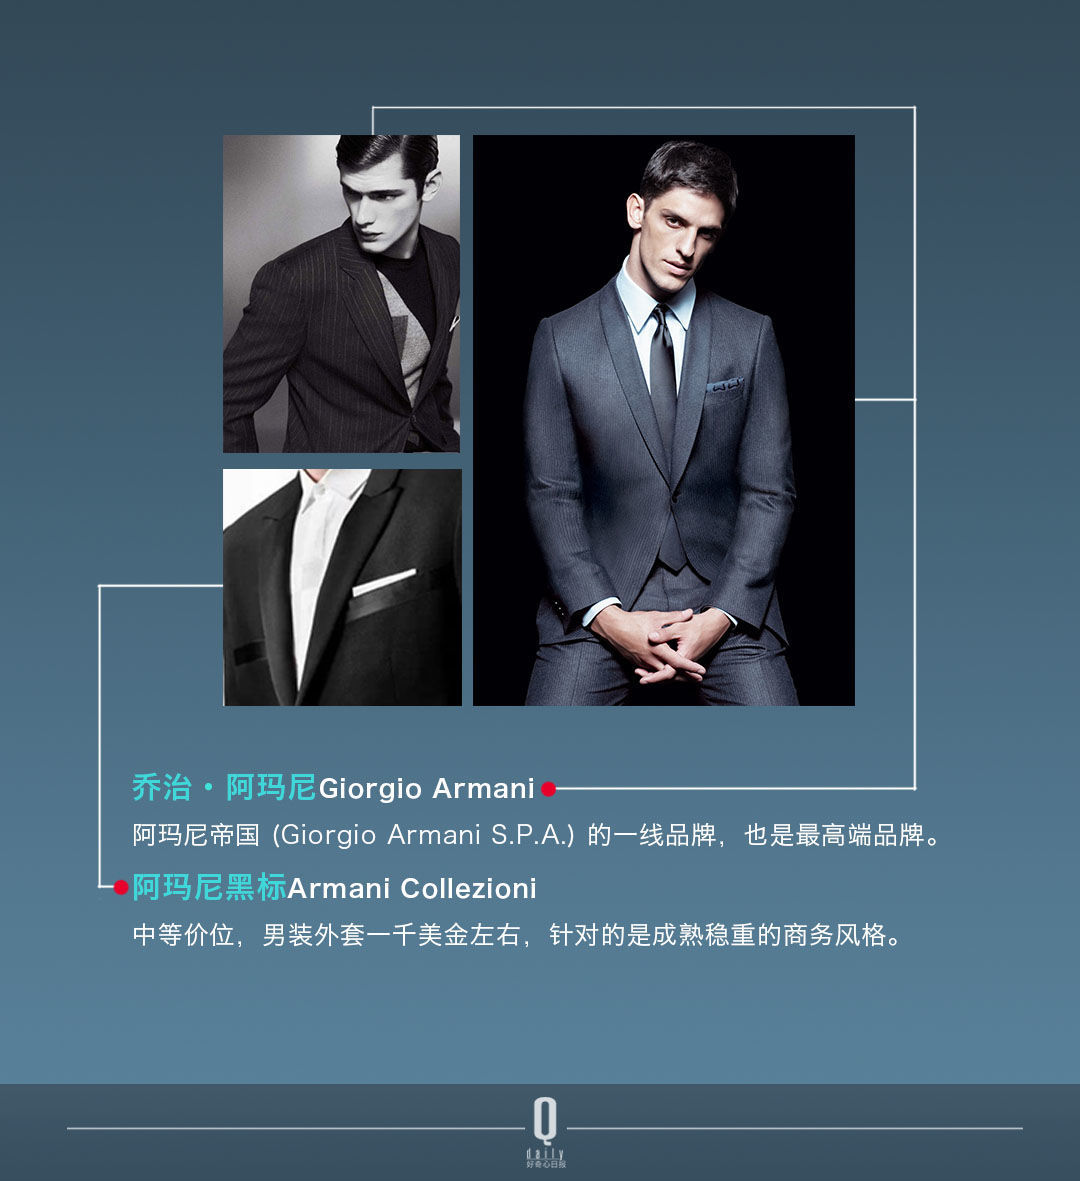 乔治·阿玛尼Giorgio Armani
阿玛尼帝国 (Giorgio Armani S.P.A.) 的一线品牌，也是最高端品牌。
阿玛尼黑标Armani Collezioni
中等价位，男装外套一千美金左右，针对的是成熟稳重的商务风格。
Q
daily
好奇心日报